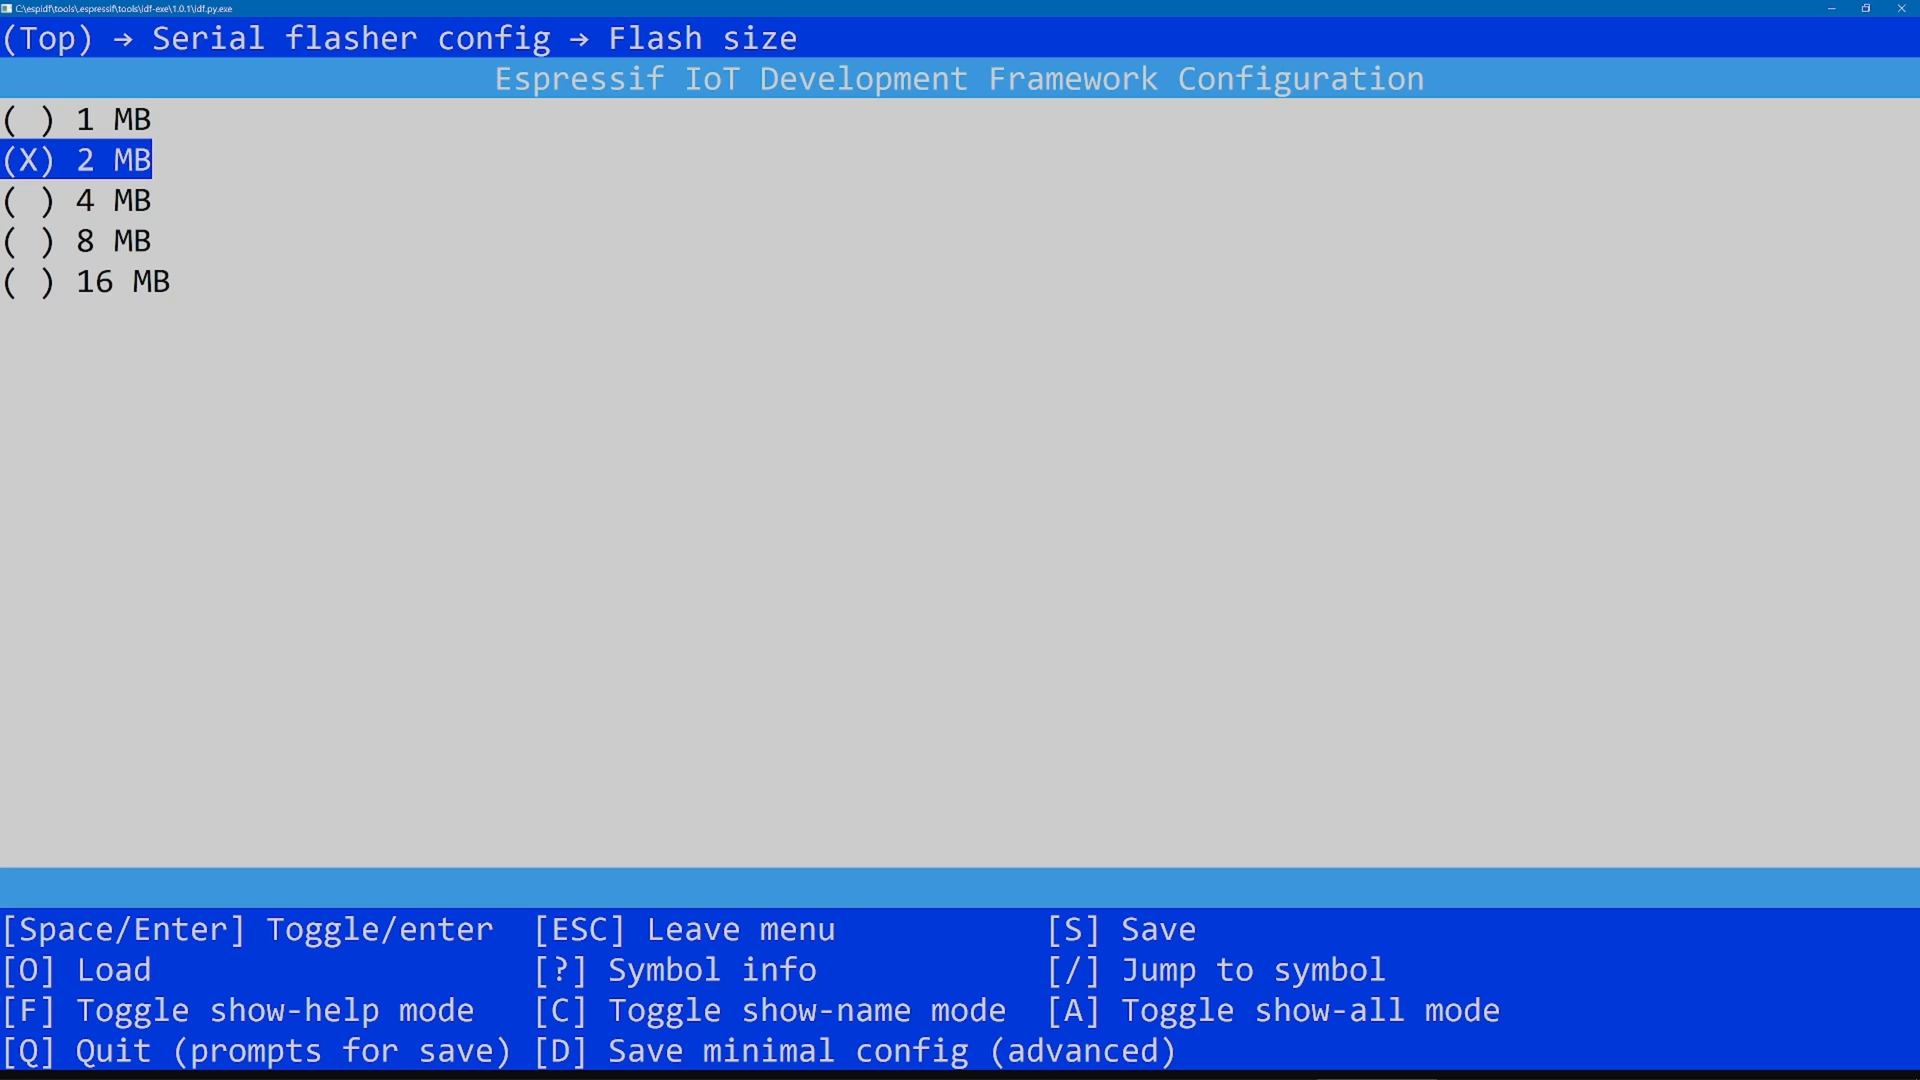 C:\espidf\tools\.espressif\tools\idf-exe\1.0.1\idf.py.exe
(Top) → Serial flasher config → Flash size
Espressif IoT Development Framework Configuration
( ) 1 MB
(X) 2 MB
( ) 4 MB
( ) 8 MB
( ) 16 MB
[Space/Enter] Toggle/enter [ESC] Leave menu [S] Save
[O] Load [?] Symbol info [/] Jump to symbol
[F] Toggle show-help mode [C] Toggle show-name mode [A] Toggle show-all mode
[Q] Quit (prompts for save) [D] Save minimal config (advanced)